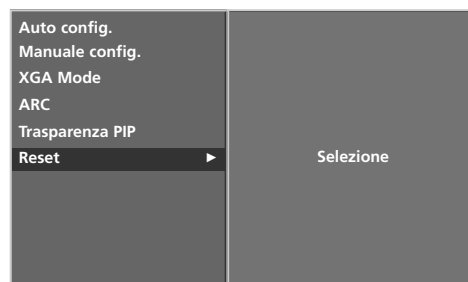 Auto config.
Manuale config.
XGA Mode
ARC
Trasparenza PIP
Reset ►
Selezione